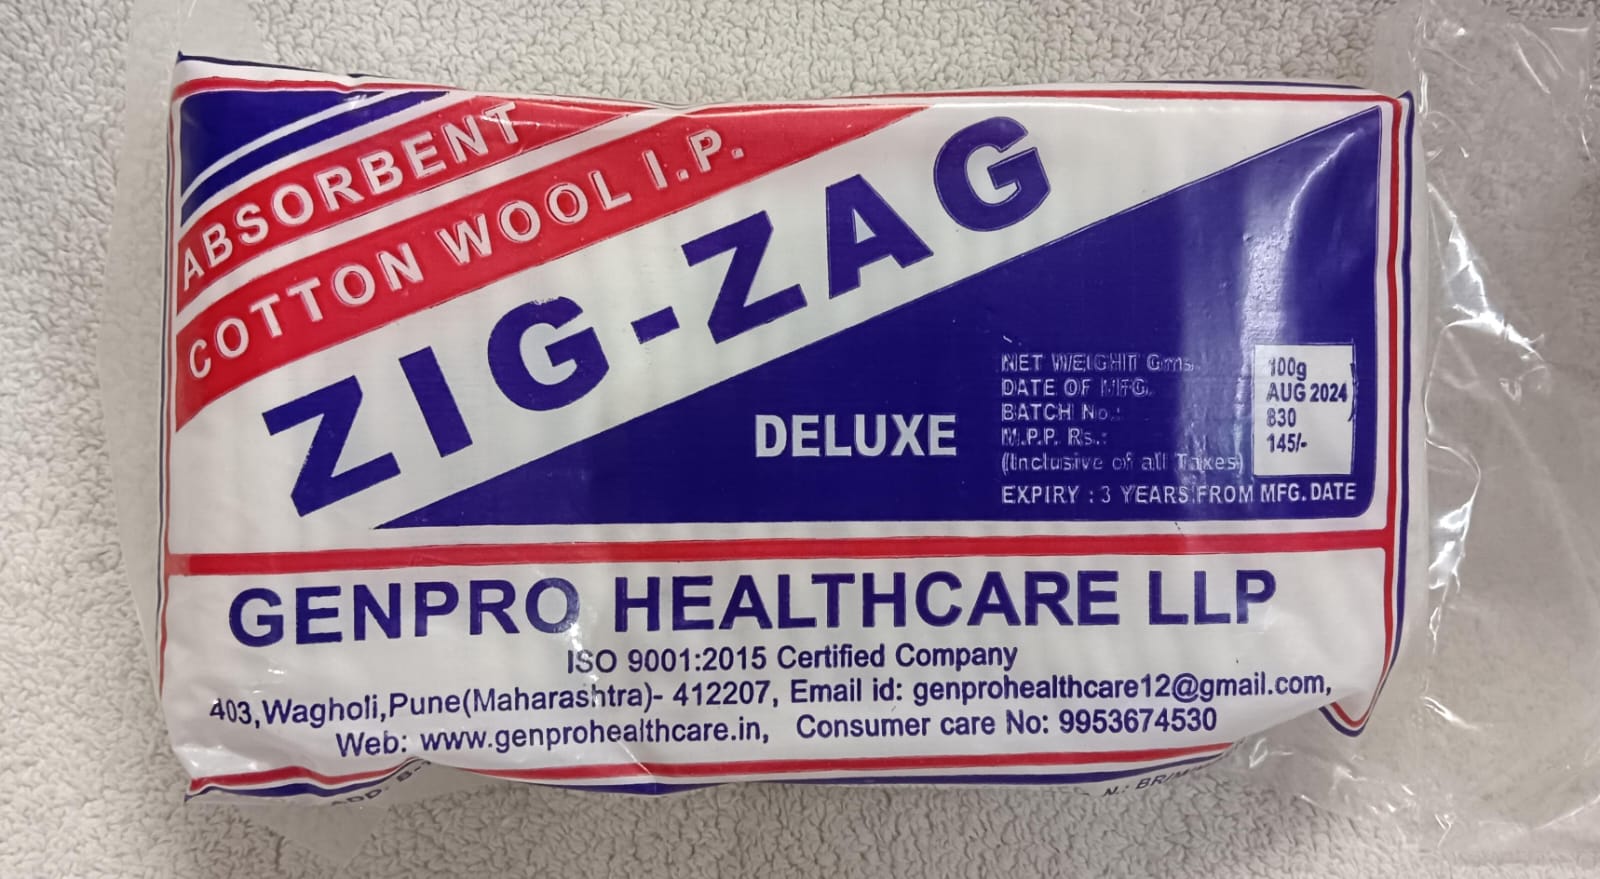 ABSORBENT
COTTON WOOL I.P.
ZIG-ZAG
DELUXE
NET WEIGHT Gms. 100g
DATE OF MFG. AUG 2024
BATCH No.: 830
M.P.P. Rs.: 145/-
(Inclusive of all Taxes)
EXPIRY : 3 YEARS FROM MFG. DATE
GENPRO HEALTHCARE LLP
ISO 9001:2015 Certified Company
403,Wagholi,Pune(Maharashtra)- 412207, Email id: genprohealthcare12@gmail.com,
Web: www.genprohealthcare.in, Consumer care No: 9953674530